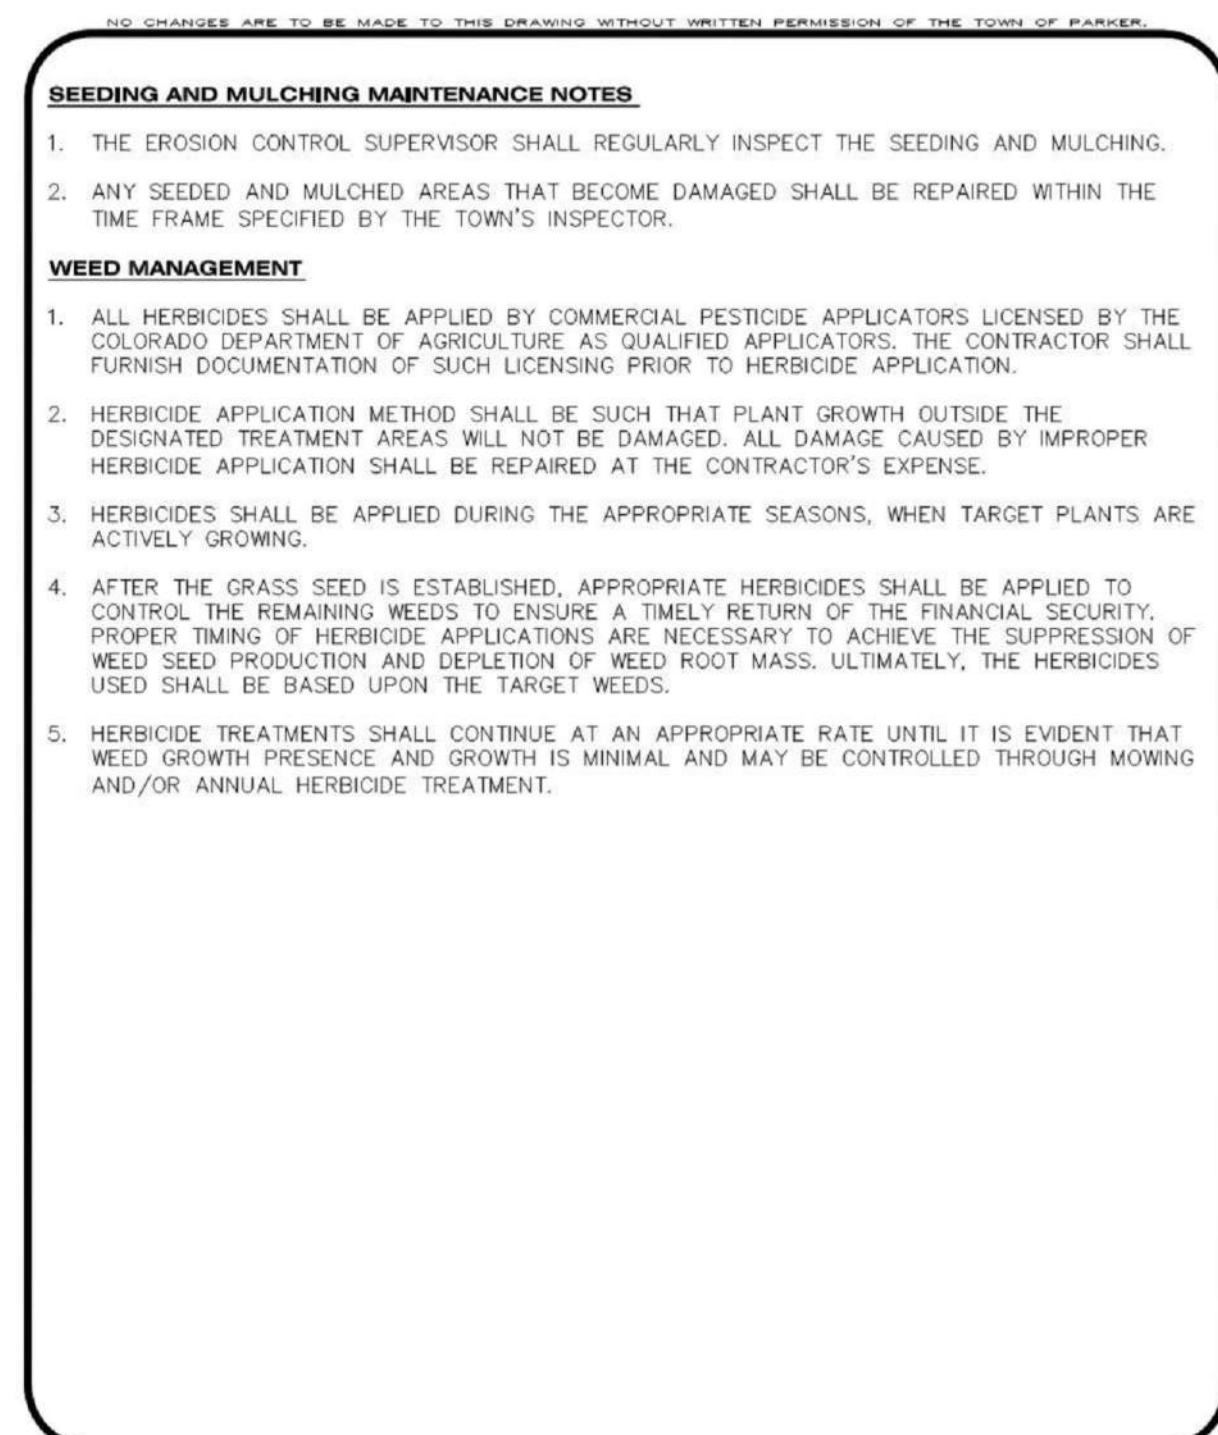 NO CHANGES ARE TO BE MADE TO THIS DRAWING WITHOUT WRITTEN PERMISSION OF THE TOWN OF PARKER.
SEEDING AND MULCHING MAINTENANCE NOTES
1. THE EROSION CONTROL SUPERVISOR SHALL REGULARLY INSPECT THE SEEDING AND MULCHING.
2. ANY SEEDED AND MULCHED AREAS THAT BECOME DAMAGED SHALL BE REPAIRED WITHIN THE
TIME FRAME SPECIFIED BY THE TOWN'S INSPECTOR.
WEED MANAGEMENT
1. ALL HERBICIDES SHALL BE APPLIED BY COMMERCIAL PESTICIDE APPLICATORS LICENSED BY THE
COLORADO DEPARTMENT OF AGRICULTURE AS QUALIFIED APPLICATORS. THE CONTRACTOR SHALL
FURNISH DOCUMENTATION OF SUCH LICENSING PRIOR TO HERBICIDE APPLICATION.
2. HERBICIDE APPLICATION METHOD SHALL BE SUCH THAT PLANT GROWTH OUTSIDE THE
DESIGNATED TREATMENT AREAS WILL NOT BE DAMAGED. ALL DAMAGE CAUSED BY IMPROPER
HERBICIDE APPLICATION SHALL BE REPAIRED AT THE CONTRACTOR'S EXPENSE.
3. HERBICIDES SHALL BE APPLIED DURING THE APPROPRIATE SEASONS, WHEN TARGET PLANTS ARE
ACTIVELY GROWING.
4. AFTER THE GRASS SEED IS ESTABLISHED, APPROPRIATE HERBICIDES SHALL BE APPLIED TO
CONTROL THE REMAINING WEEDS TO ENSURE A TIMELY RETURN OF THE FINANCIAL SECURITY.
PROPER TIMING OF HERBICIDE APPLICATIONS ARE NECESSARY TO ACHIEVE THE SUPPRESSION OF
WEED SEED PRODUCTION AND DEPLETION OF WEED ROOT MASS. ULTIMATELY, THE HERBICIDES
USED SHALL BE BASED UPON THE TARGET WEEDS.
5. HERBICIDE TREATMENTS SHALL CONTINUE AT AN APPROPRIATE RATE UNTIL IT IS EVIDENT THAT
WEED GROWTH PRESENCE AND GROWTH IS MINIMAL AND MAY BE CONTROLLED THROUGH MOWING
AND/OR ANNUAL HERBICIDE TREATMENT.